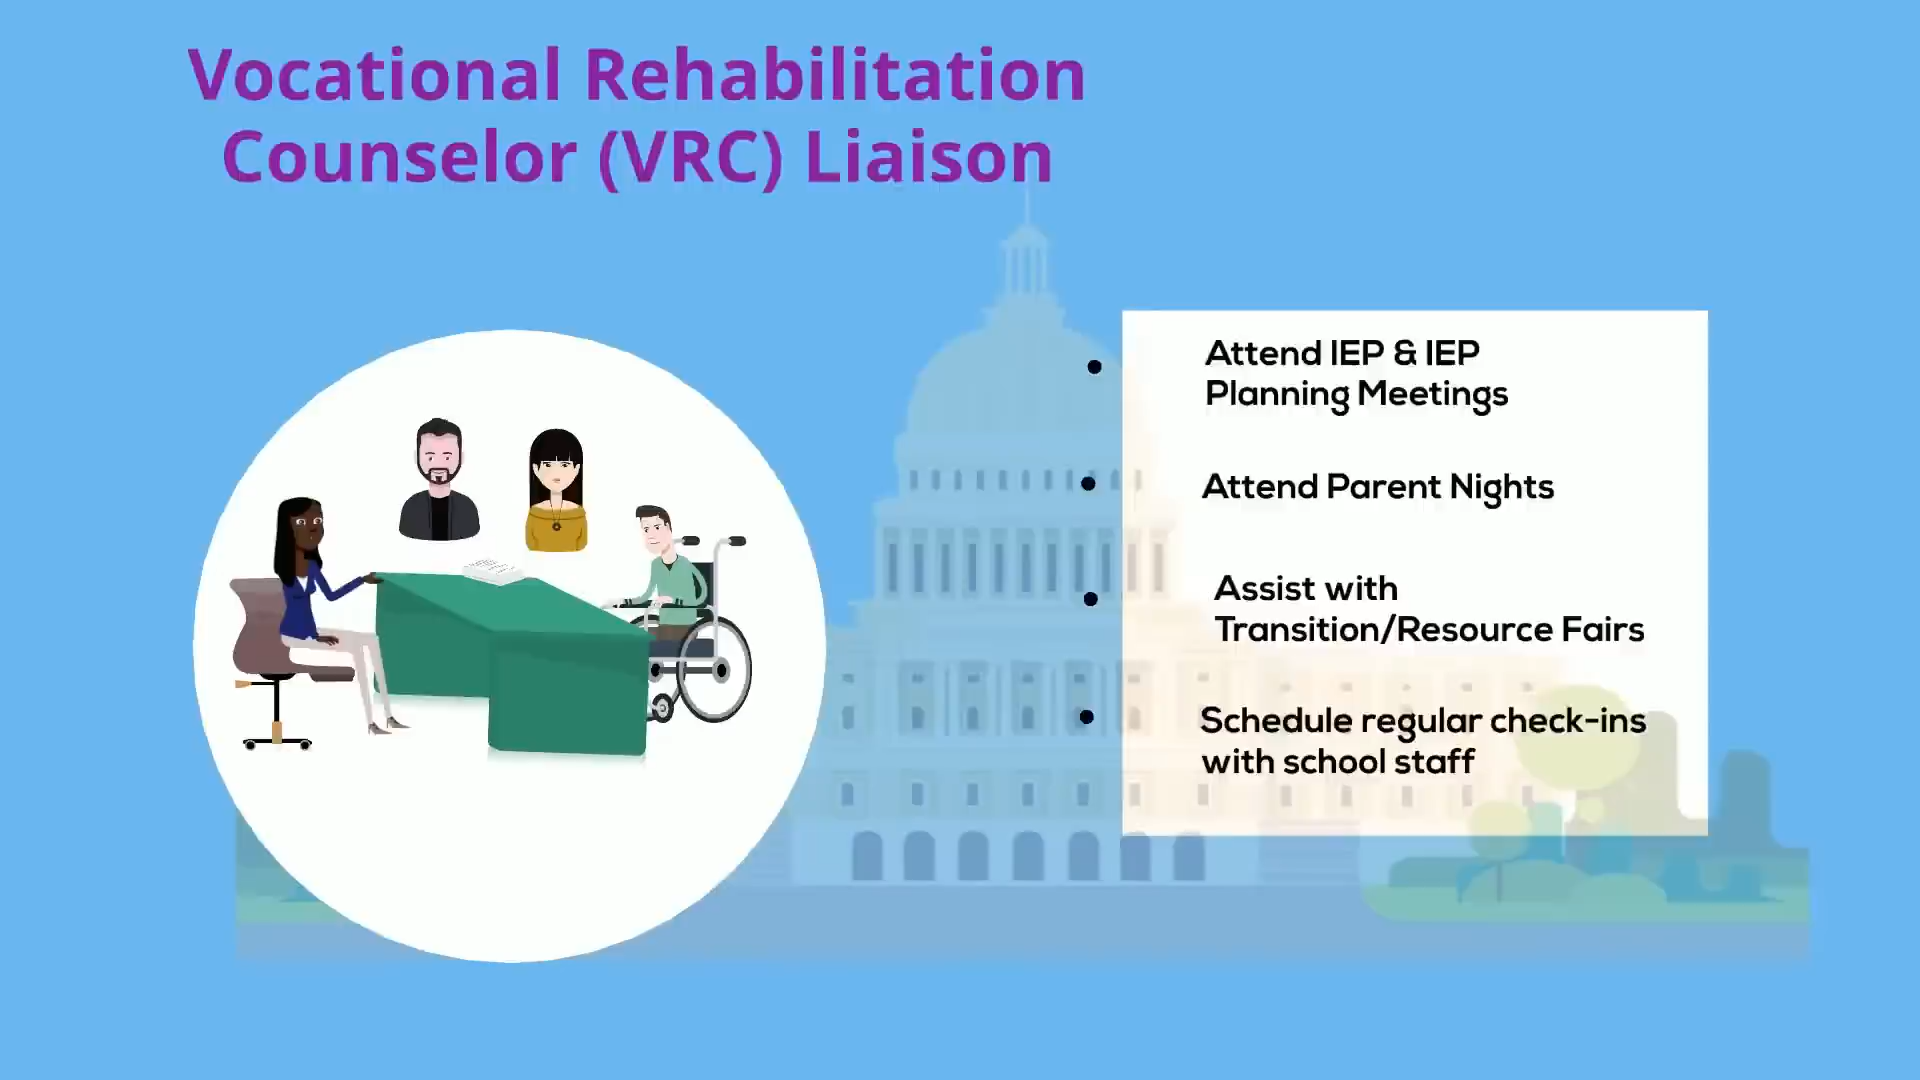 Vocational Rehabilitation
Counselor (VRC) Liaison
Attend IEP & IEP
Planning Meetings
Attend Parent Nights
Assist with
Transition/Resource Fairs
Schedule regular check-ins
with school staff